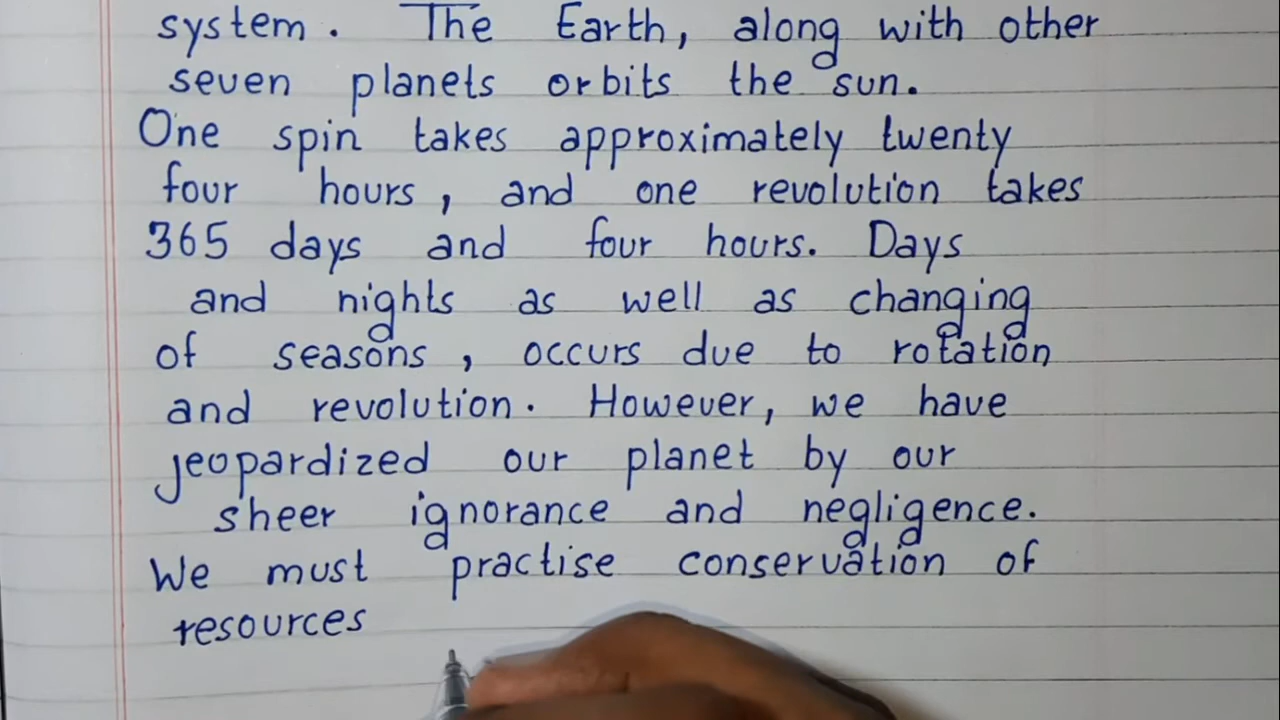 system. The Earth, along with other
seven planets orbits the sun.
One spin takes approximately twenty
four hours, and one revolution takes
365 days and four hours. Days
and nights as well as changing
of seasons, occurs due to rotation
and revolution. However, we have
jeopardized our planet by our
sheer ignorance and negligence.
We must practise conservation of
resources